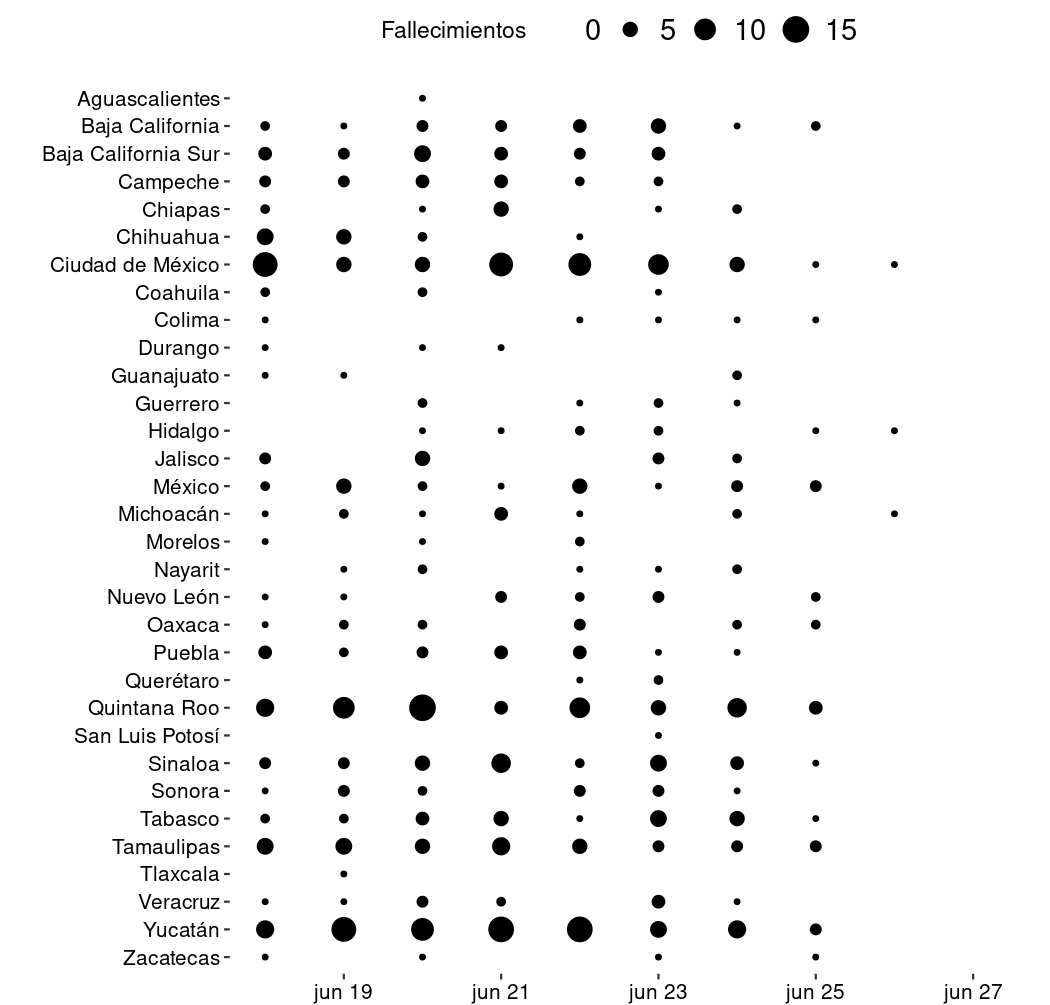 Fallecimientos 0 5 10 15
Aguascalientes
Baja California
Baja California Sur
Campeche
Chiapas
Chihuahua
Ciudad de México
Coahuila
Colima
Durango
Guanajuato
Guerrero
Hidalgo
Jalisco
México
Michoacán
Morelos
Nayarit
Nuevo León
Oaxaca
Puebla
Querétaro
Quintana Roo
San Luis Potosí
Sinaloa
Sonora
Tabasco
Tamaulipas
Tlaxcala
Veracruz
Yucatán
Zacatecas
jun 19 jun 21 jun 23 jun 25 jun 27